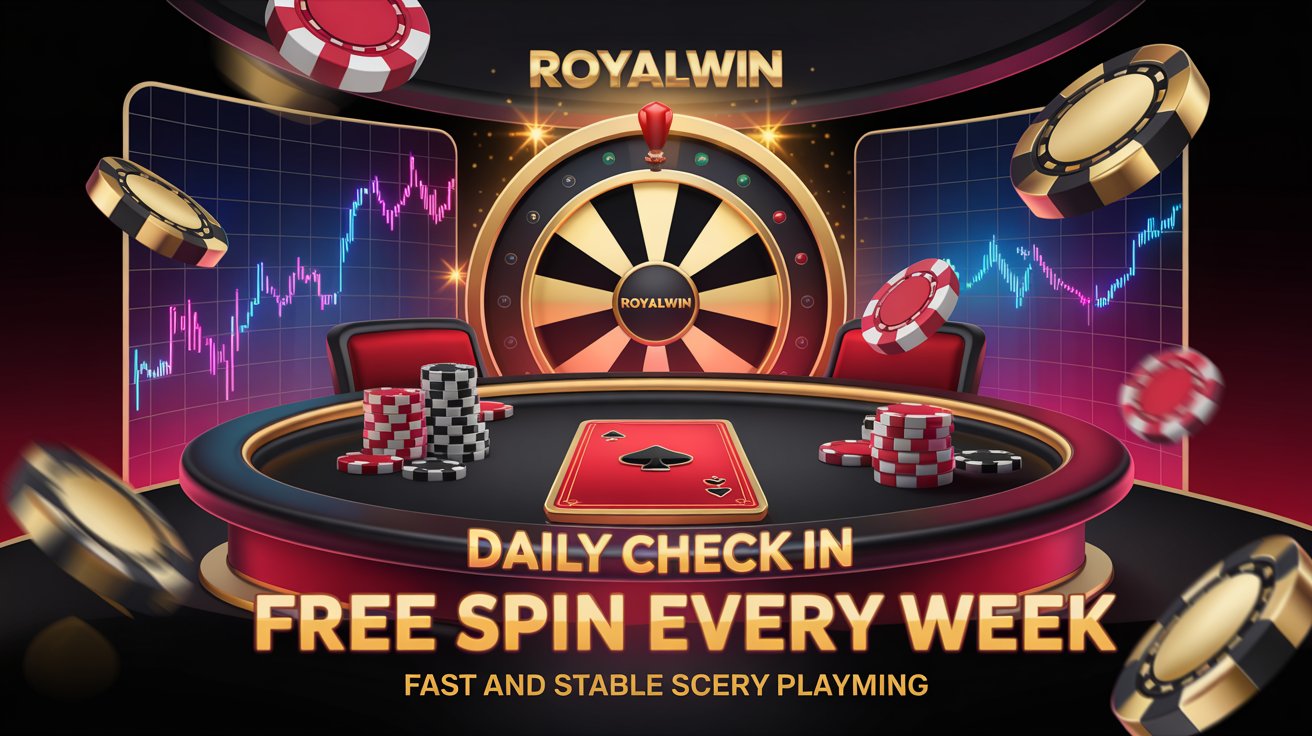 ROYALWIN
ROYALWIN
DAILY CHECK IN
FREE SPIN EVERY WEEK
FAST AND STABLE SCERY PLAYMING